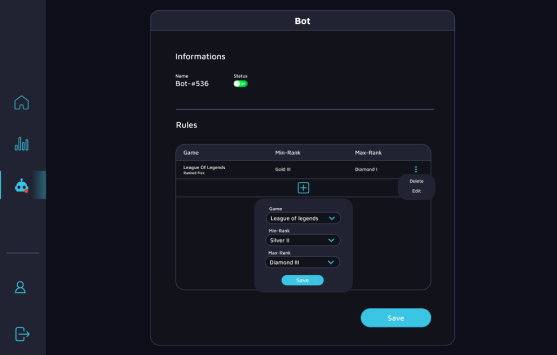 Bot
Informations
Name Status
Bot-#536
Rules
Game Min-Rank Max-Rank
League Of Legends Gold III Diamond I
Ranked Flex
Delete
Edit
Game
League of legends
Min-Rank
Silver II
Max-Rank
Diamond III
Save
Save